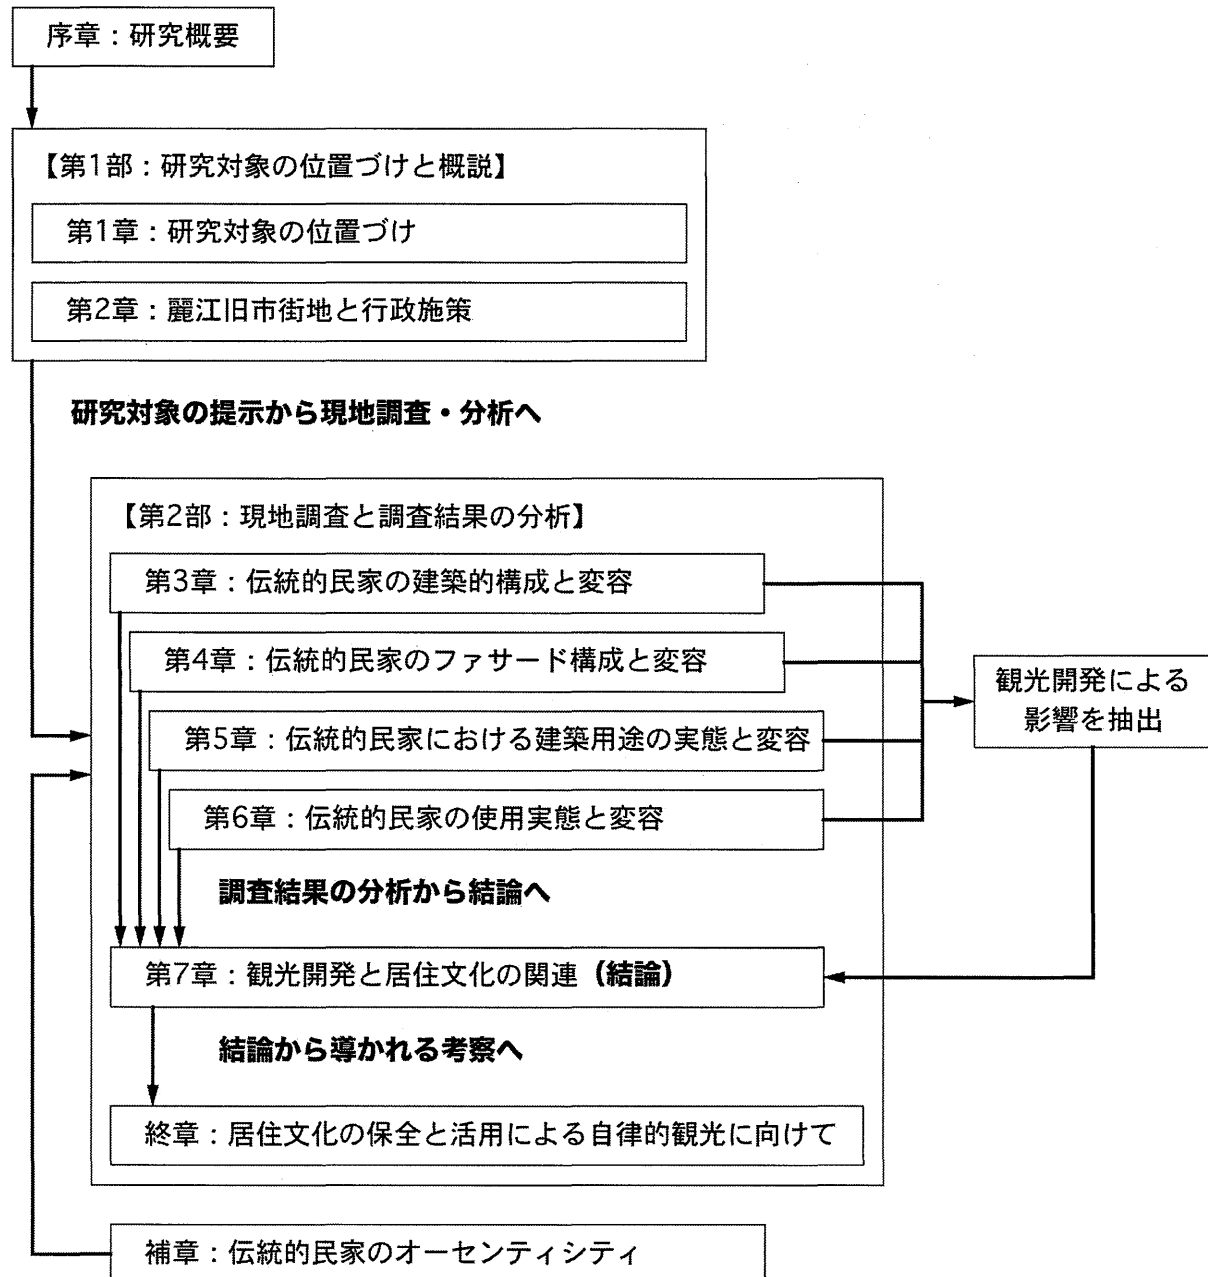 序章：研究概要
【第1部：研究対象の位置づけと概説】
第1章：研究対象の位置づけ
第2章：麗江旧市街地と行政施策
研究対象の提示から現地調査・分析へ
【第2部：現地調査と調査結果の分析】
第3章：伝統的民家の建築的構成と変容
第4章：伝統的民家のファサード構成と変容
第5章：伝統的民家における建築用途の実態と変容
第6章：伝統的民家の使用実態と変容
観光開発による
影響を抽出
調査結果の分析から結論へ
第7章：観光開発と居住文化の関連（結論）
結論から導かれる考察へ
終章：居住文化の保全と活用による自律的観光に向けて
補章：伝統的民家のオーセンティシティ